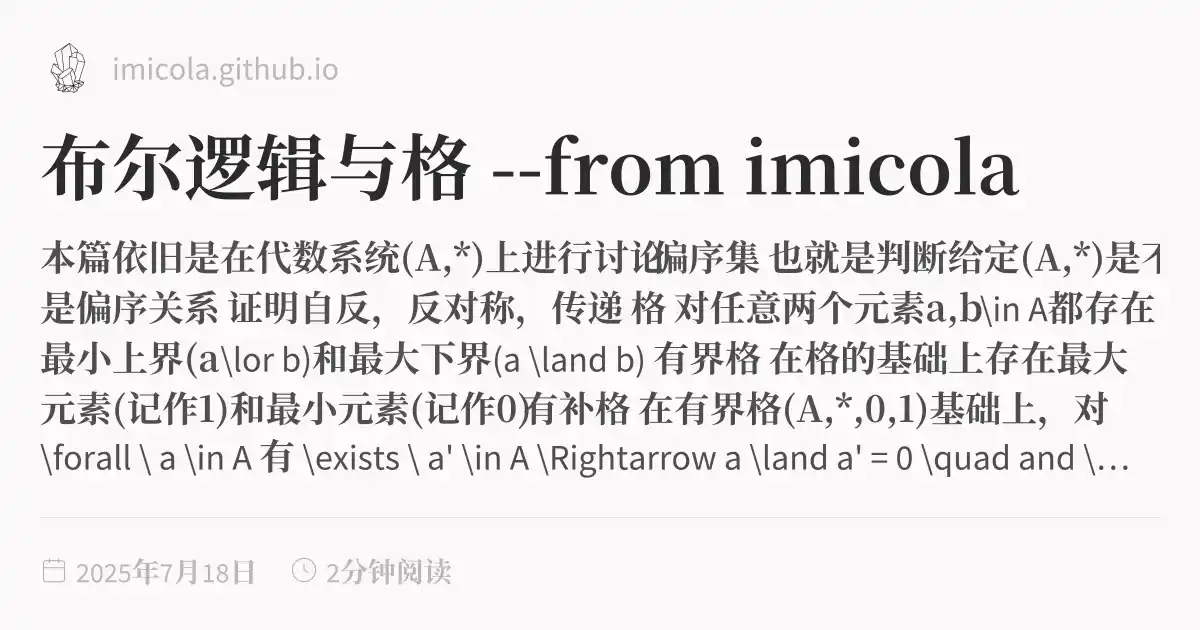 imicola.github.io
布尔逻辑与格 --from imicola
本篇依旧是在代数系统(A,*)上进行讨论偏序集 也就是判断给定(A,*)是不
是偏序关系 证明自反，反对称，传递 格 对任意两个元素a,b\in A都存在
最小上界(a\lor b)和最大下界(a \land b) 有界格 在格的基础上存在最大
元素(记作1)和最小元素(记作0)有补格 在有界格(A,*,0,1)基础上，对
\forall \ a \in A 有 \exists \ a' \in A \Rightarrow a \land a' = 0 \quad and \…
2025年7月18日 2分钟阅读